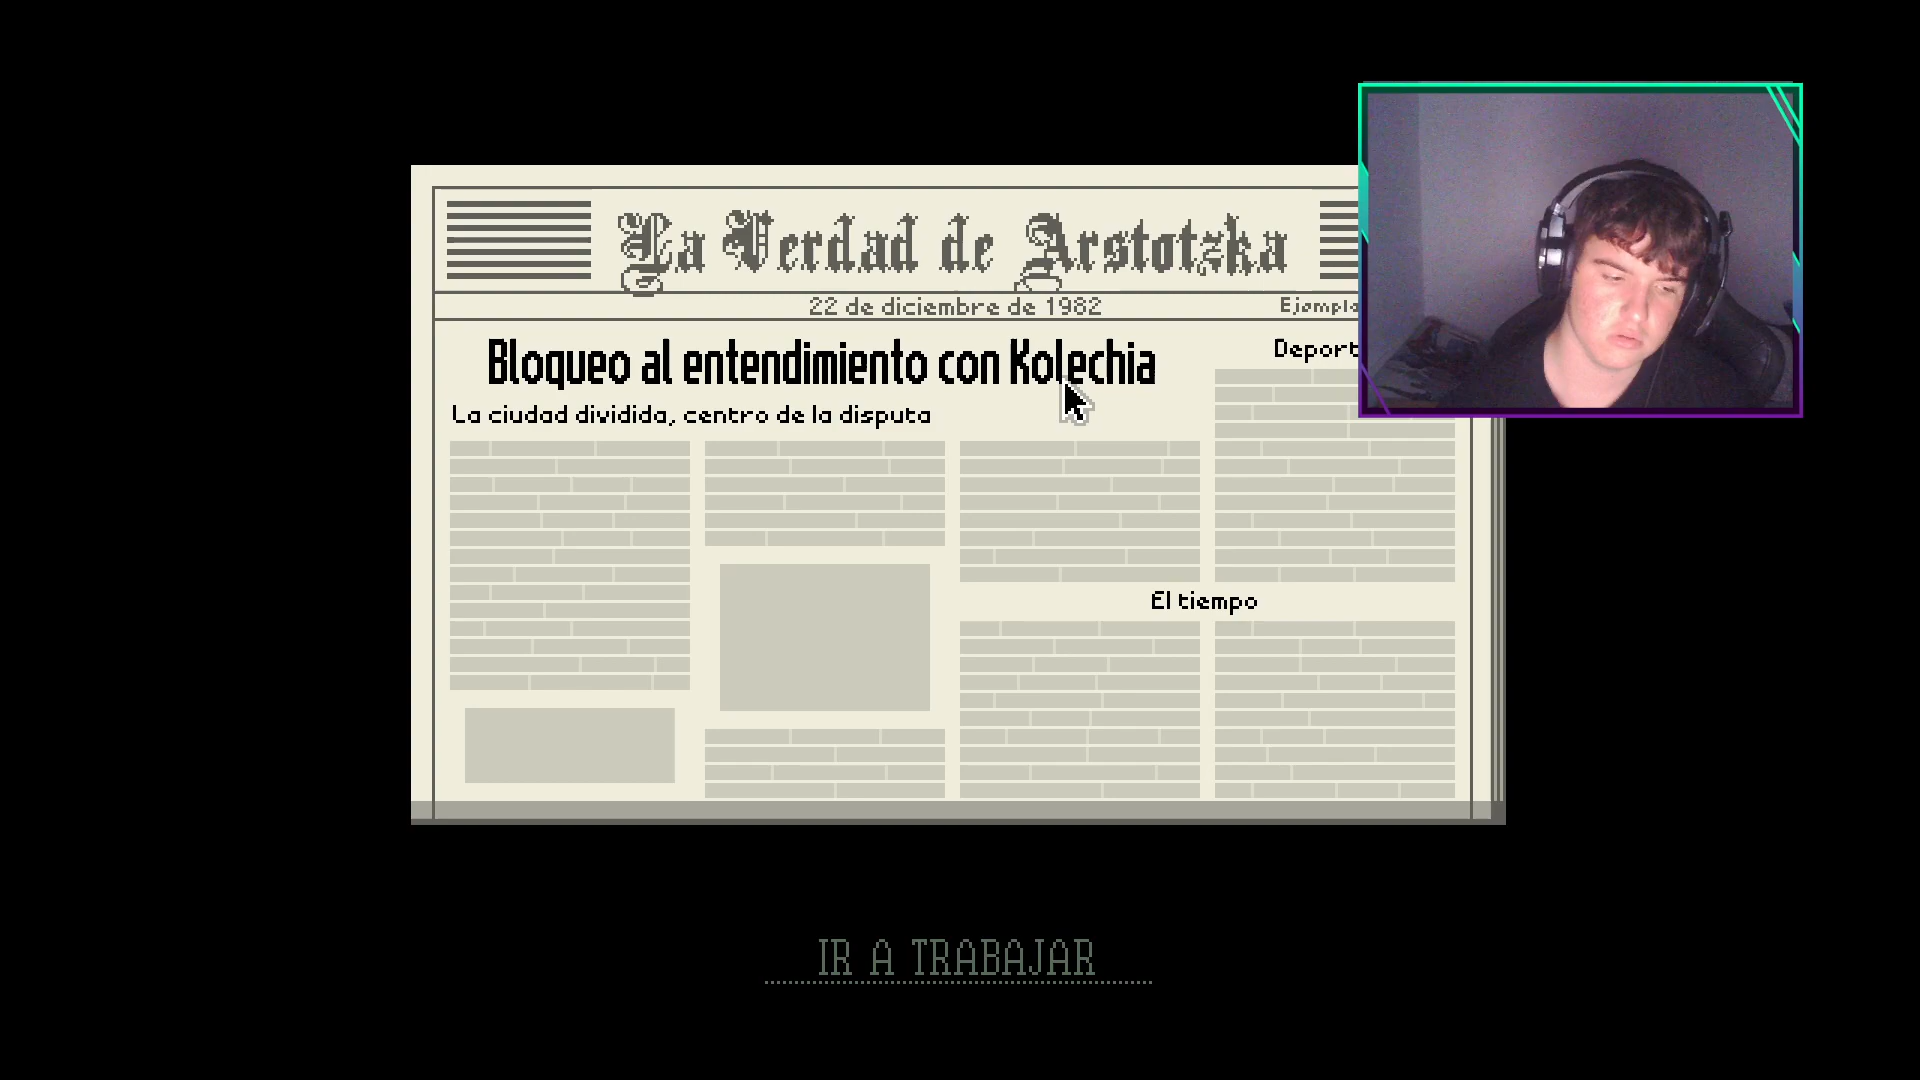 La Verdad de Arstotzka
22 de diciembre de 1982
Bloqueo al entendimiento con Kolechia
La ciudad dividida, centro de la disputa
El tiempo
IR A TRABAJAR